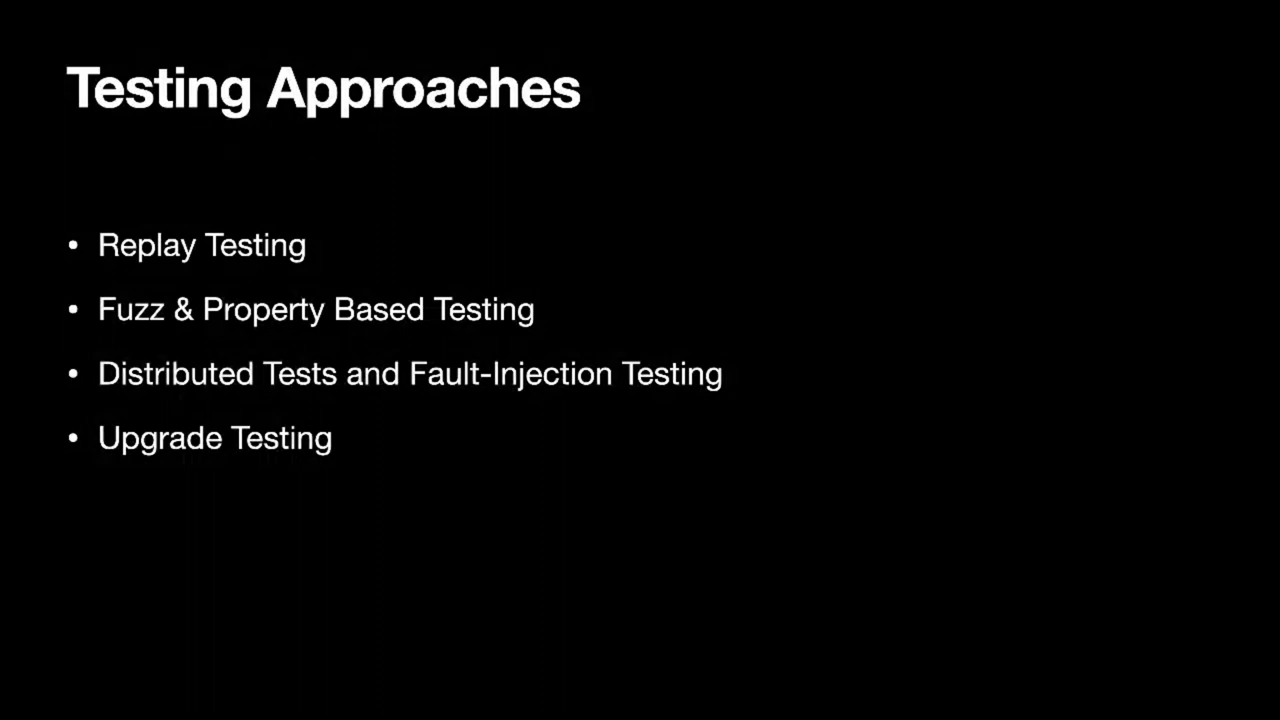 Testing Approaches
• Replay Testing
• Fuzz & Property Based Testing
• Distributed Tests and Fault-Injection Testing
• Upgrade Testing